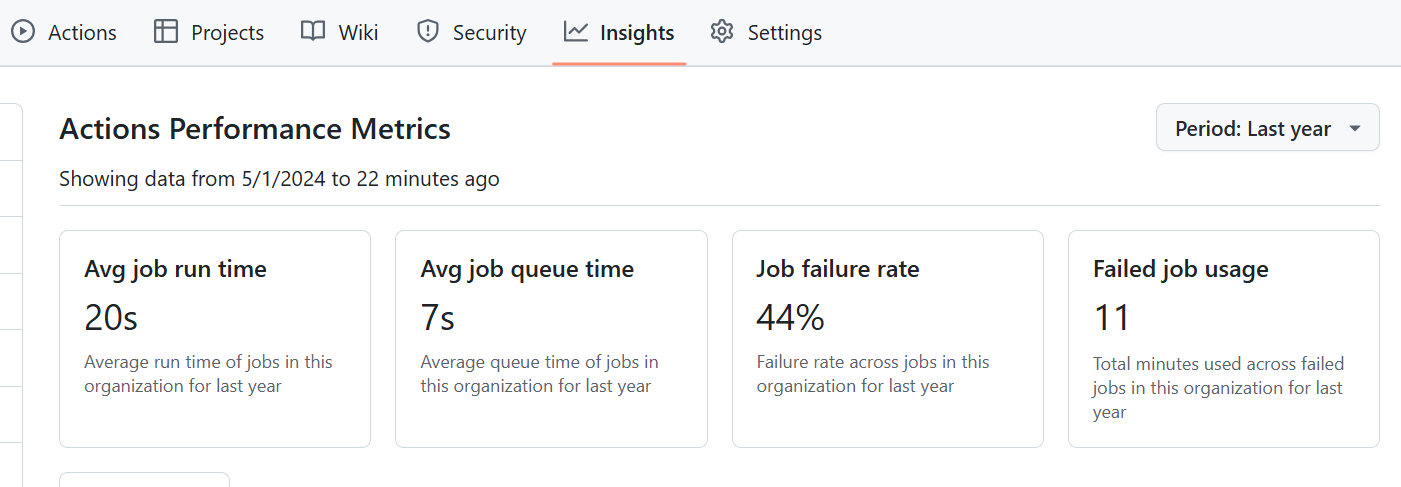 Actions Projects Wiki Security Insights Settings
Actions Performance Metrics
Period: Last year
Showing data from 5/1/2024 to 22 minutes ago
Avg job run time
20s
Average run time of jobs in this
organization for last year
Avg job queue time
7s
Average queue time of jobs in
this organization for last year
Job failure rate
44%
Failure rate across jobs in this
organization for last year
Failed job usage
11
Total minutes used across failed
jobs in this organization for last
year